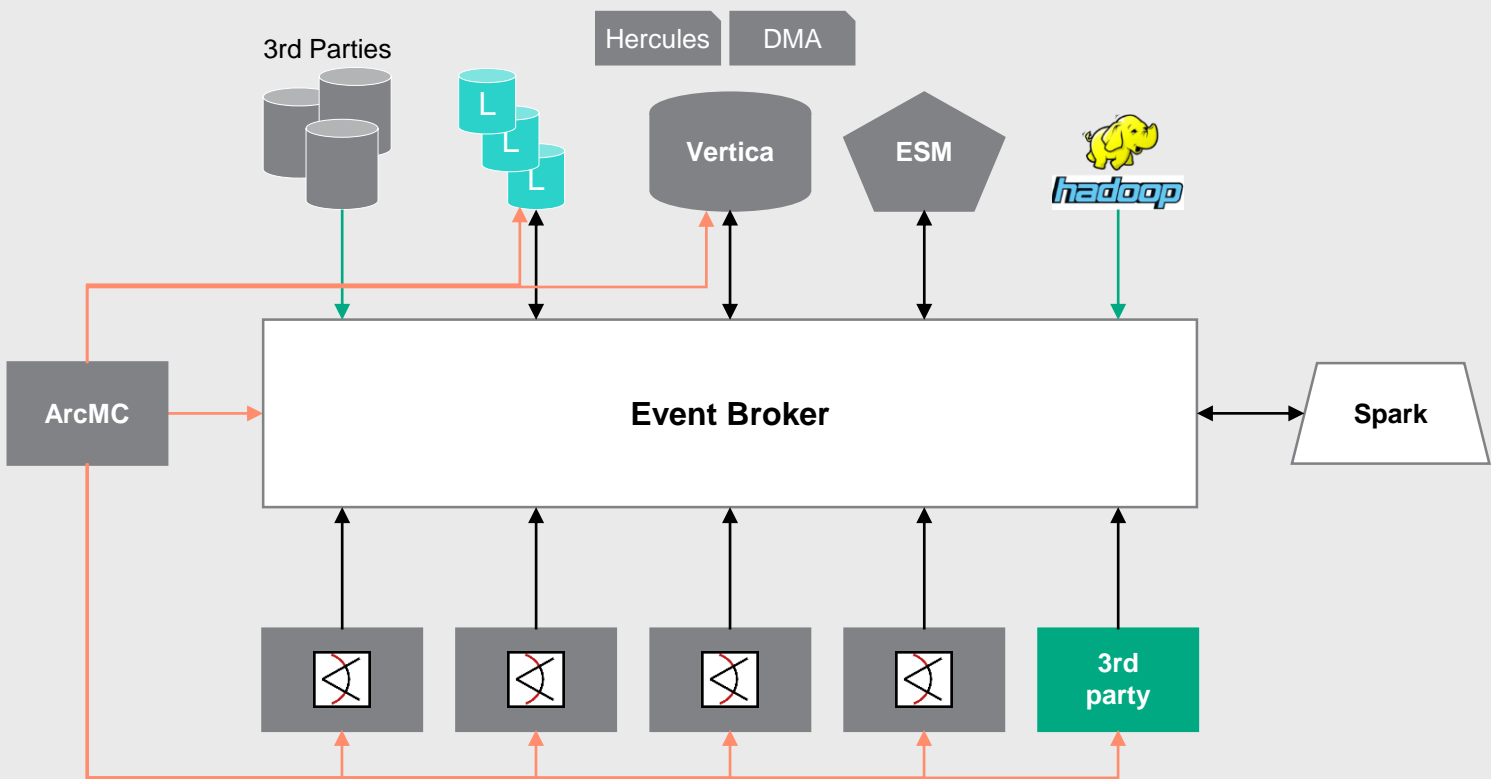 Hercules
DMA
3rd Parties
L
L
L
Vertica
ESM
hadoop
ArcMC
Event Broker
Spark
3rd
party